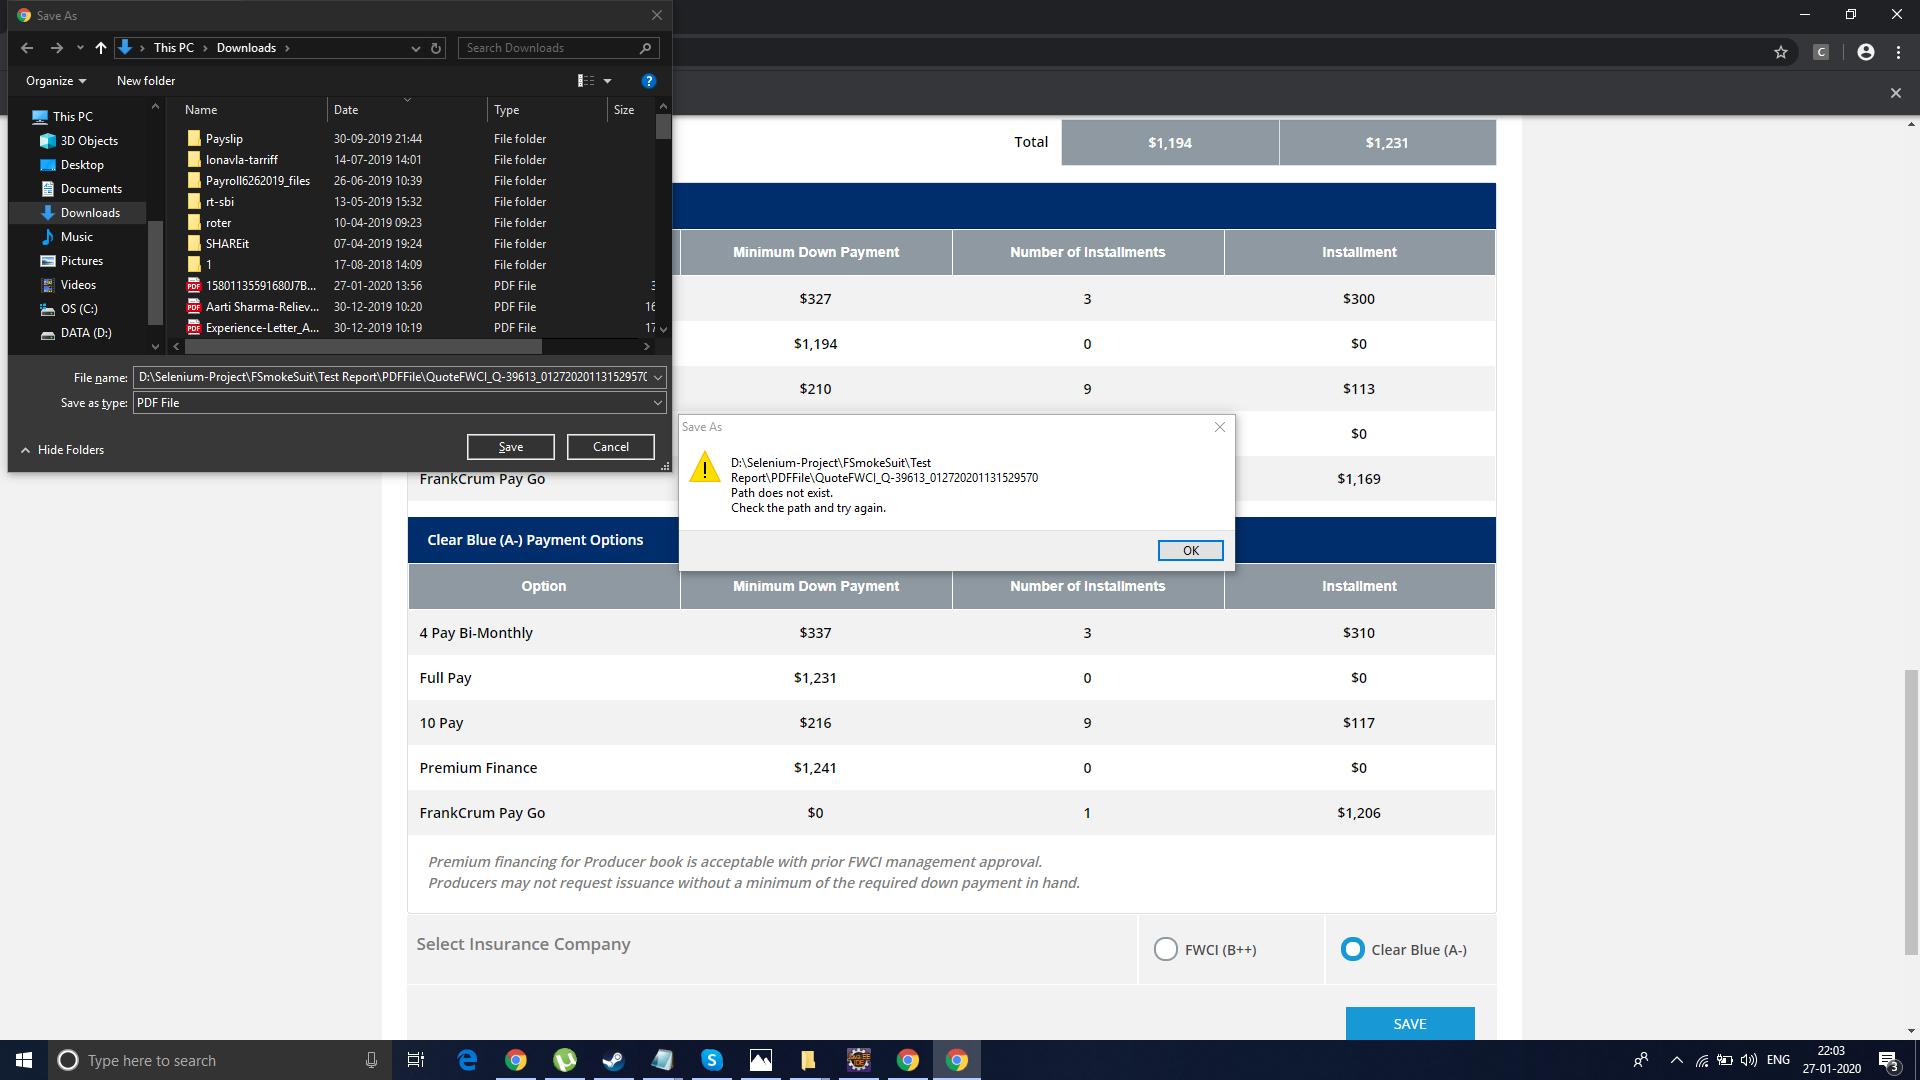 Save As
This PC > Downloads >
Search Downloads
Organize
New folder
?
Name Date Type Size
This PC
3D Objects
Desktop
Documents
Downloads
Music
Pictures
Videos
OS (C:)
DATA (D:)
Payslip 30-09-2019 21:44 File folder
lonavla-tarriff 14-07-2019 14:01 File folder
Payroll6262019_files 26-06-2019 10:39 File folder
rt-sbi 13-05-2019 15:32 File folder
roter 10-04-2019 09:23 File folder
SHAREit 07-04-2019 19:24 File folder
1 17-08-2018 14:09 File folder
PDF 15801135591680J7B... 27-01-2020 13:56 PDF File
PDF Aarti Sharma-Reliev... 30-12-2019 10:20 PDF File 16
PDF Experience-Letter_A... 30-12-2019 10:19 PDF File 17
File name: D:\Selenium-Project\FSmokeSuit\Test Report\PDFFile\QuoteFWCI_Q-39613_012720201131529570
Save as type: PDF File
Hide Folders
Save
Cancel
C
Total $1,194 $1,231
Minimum Down Payment Number of Installments Installment
$327 3 $300
$1,194 0 $0
$210 9 $113
$0
FrankCrum Pay Go $1,169
Save As
D:\Selenium-Project\FSmokeSuit\Test
Report\PDFFile\QuoteFWCI_Q-39613_012720201131529570
Path does not exist.
Check the path and try again.
OK
Clear Blue (A-) Payment Options
Option Minimum Down Payment Number of Installments Installment
4 Pay Bi-Monthly $337 3 $310
Full Pay $1,231 0 $0
10 Pay $216 9 $117
Premium Finance $1,241 0 $0
FrankCrum Pay Go $0 1 $1,206
Premium financing for Producer book is acceptable with prior FWCI management approval.
Producers may not request issuance without a minimum of the required down payment in hand.
Select Insurance Company
FWCI (B++)
Clear Blue (A-)
SAVE
Type here to search
ENG
22:03
27-01-2020
3